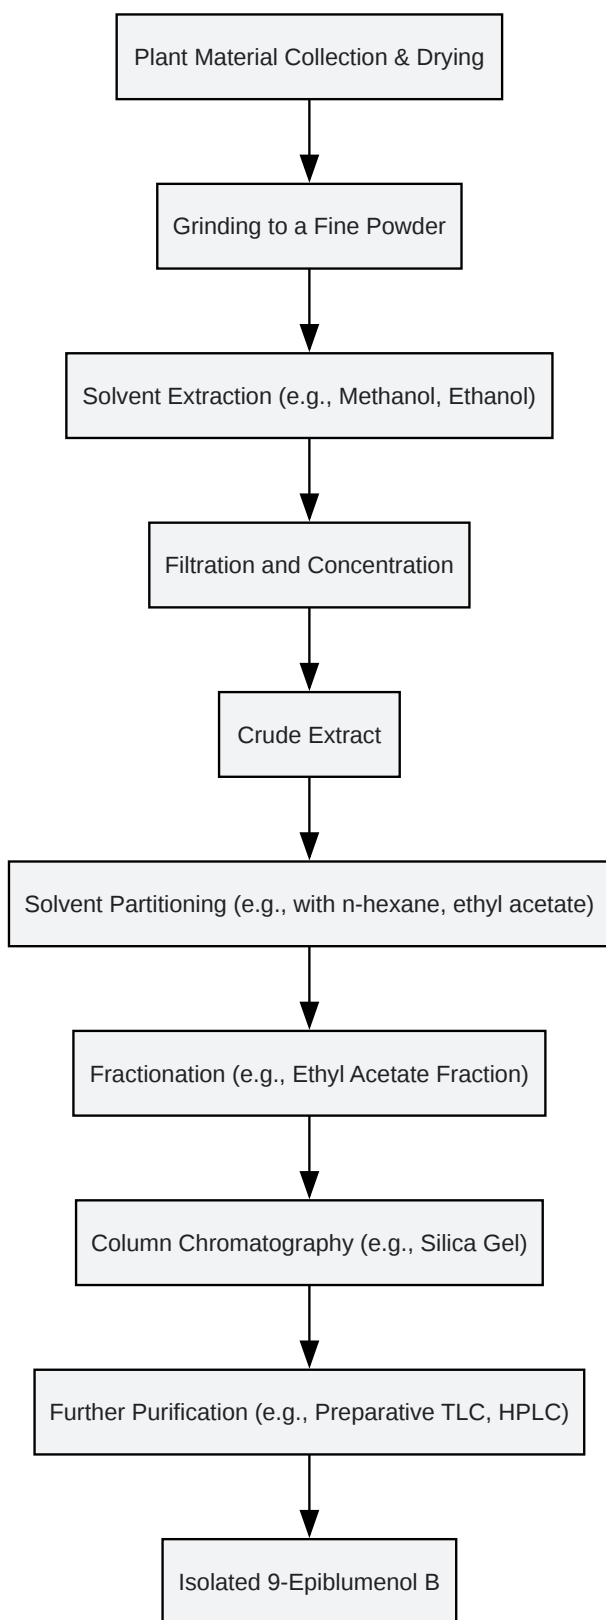 Plant Material Collection & Drying
Grinding to a Fine Powder
Solvent Extraction (e.g., Methanol, Ethanol)
Filtration and Concentration
Crude Extract
Solvent Partitioning (e.g., with n-hexane, ethyl acetate)
Fractionation (e.g., Ethyl Acetate Fraction)
Column Chromatography (e.g., Silica Gel)
Further Purification (e.g., Preparative TLC, HPLC)
Isolated 9-Epiblumenol B